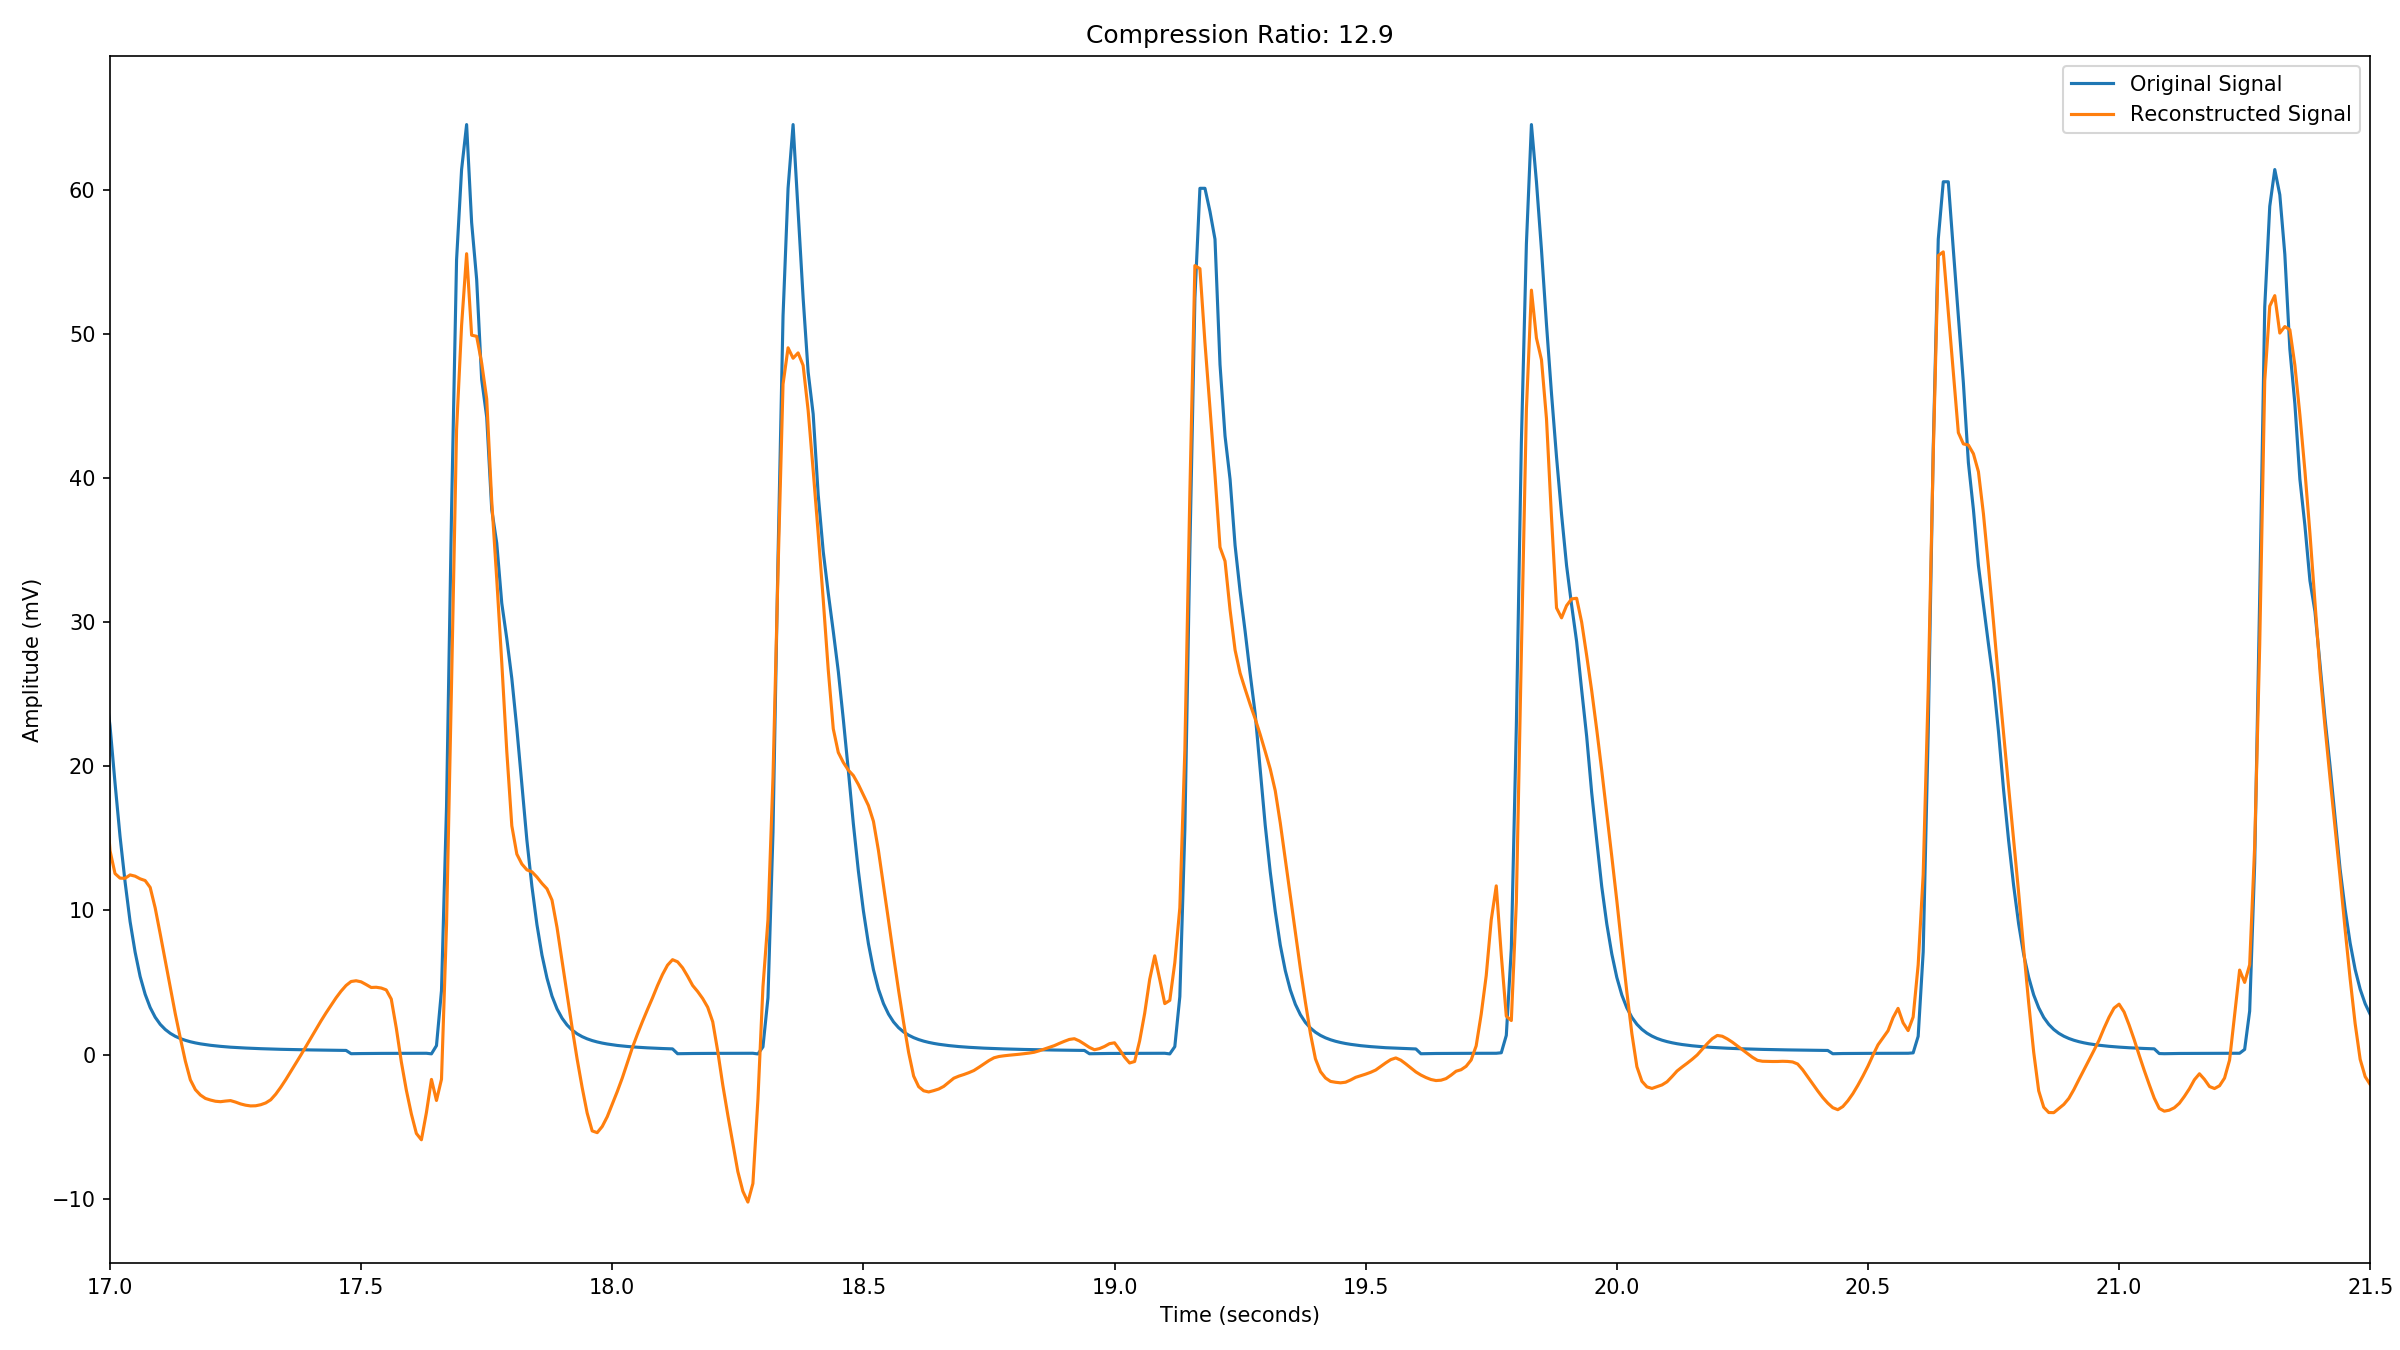 Compression Ratio: 12.9
Original Signal
Reconstructed Signal
60
50
40
30
20
10
0
−10
Amplitude (mV)
17.0 17.5 18.0 18.5 19.0 19.5 20.0 20.5 21.0 21.5
Time (seconds)